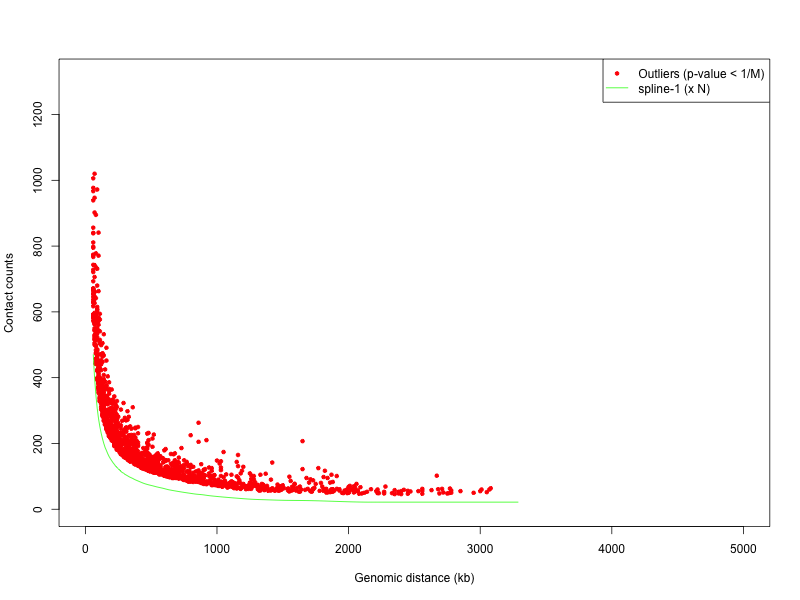 Outliers (p-value < 1/M)
spline-1 (x N)
Contact counts
1200
1000
800
600
400
200
0
0 1000 2000 3000 4000 5000
Genomic distance (kb)